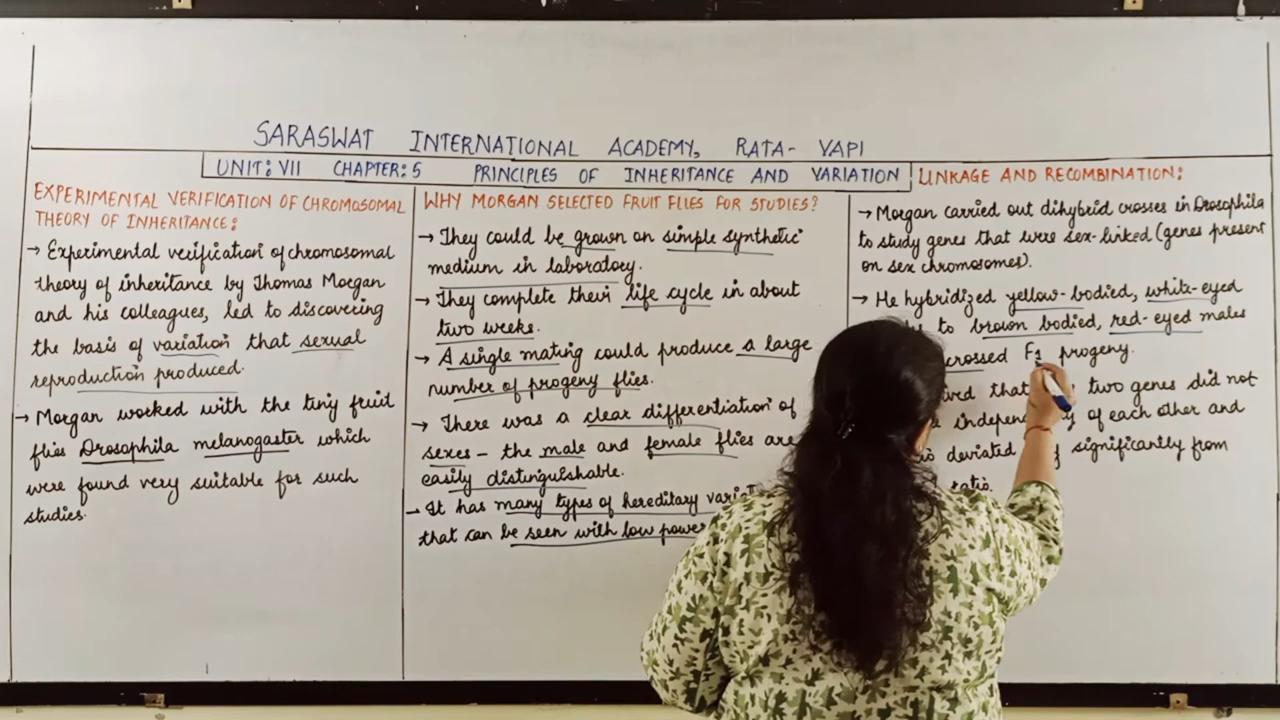 SARASWAT INTERNATIONAL ACADEMY, RATA- VAPI
UNIT: VII CHAPTER: 5 PRINCIPLES OF INHERITANCE AND VARIATION
EXPERIMENTAL VERIFICATION OF CHROMOSOMAL
THEORY OF INHERITANCE:
→ Experimental verification of chromosomal
theory of inheritance by Thomas Morgan
and his colleagues, led to discovering
the basis of variation that sexual
reproduction produced.
→ Morgan worked with the tiny fruid
flies Drosophila melanogaster which
were found very suitable for such
studies.
WHY MORGAN SELECTED FRUIT FLIES FOR STUDIES?
→ They could be grown on simple synthetic
medium in laboratory.
→ They complete their life cycle in about
two weeks.
→ A single mating could produce a large
number of progeny flies.
→ There was a clear differentiation of
sexes - the male and female flies are
easily distinguishable.
→ It has many types of hereditary
that can be seen with low power
LINKAGE AND RECOMBINATION:
→ Morgan carried out dihybrid crosses in Drosophila
to study genes that were sex-linked (genes present
on sex chromosomes).
→ He hybridized yellow-bodied, white-eyed
to brown bodied, red-eyed males
crossed F1 progeny.
that two genes did not
of each other and
deviated significantly from
ratio.